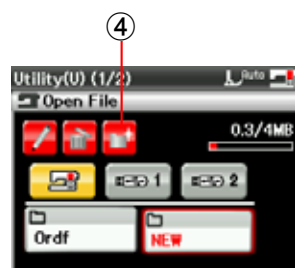 ④
Utility(U) (1/2) Auto
Open File
0.3/4MB
1 2
Ordf NEW